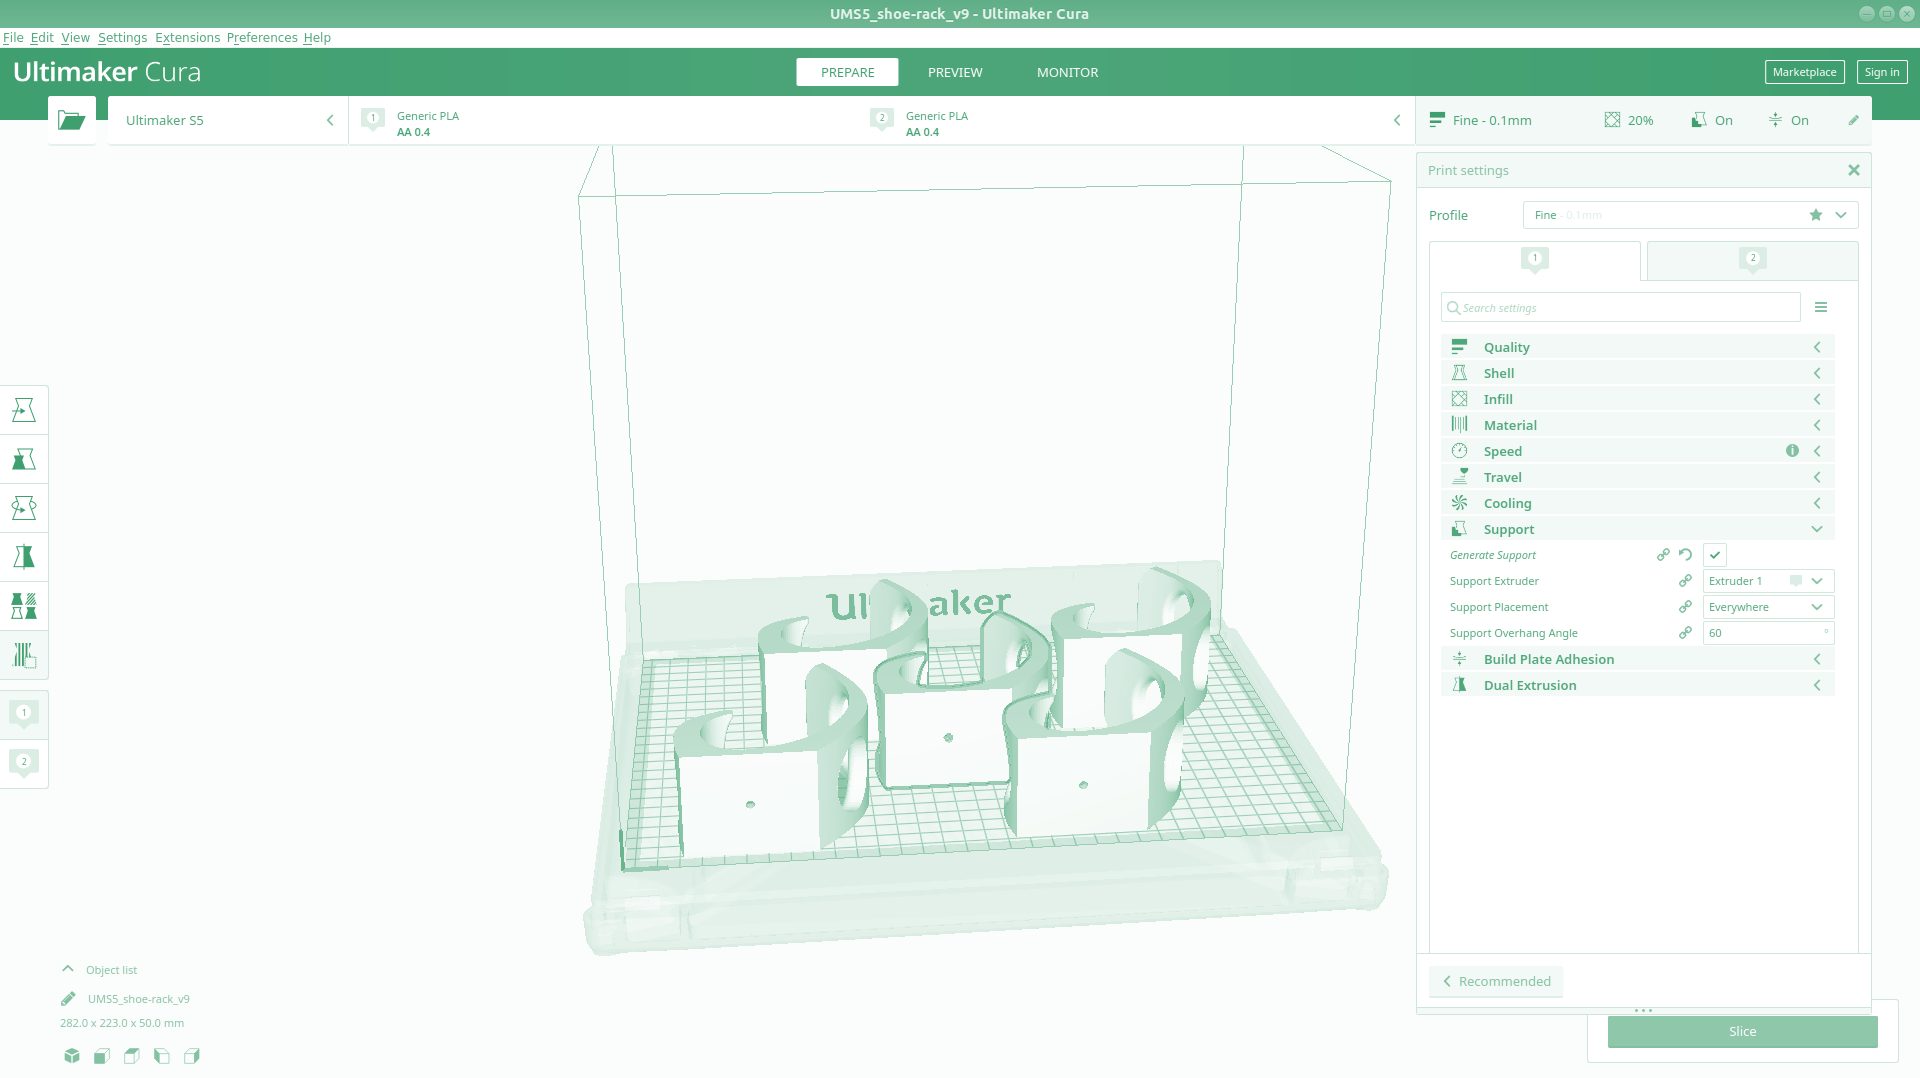 UMS5_shoe-rack_v9 - Ultimaker Cura
File Edit View Settings Extensions Preferences Help
Ultimaker Cura
PREPARE
PREVIEW
MONITOR
Marketplace
Sign in
Ultimaker S5
1
Generic PLA
AA 0.4
2
Generic PLA
AA 0.4
Fine - 0.1mm
20%
On
On
Print settings
Profile
Fine - 0.1mm
1
2
Search settings
Quality
Shell
Infill
Material
Speed
Travel
Cooling
Support
Generate Support
Support Extruder
Extruder 1
Support Placement
Everywhere
Support Overhang Angle
60 °
Build Plate Adhesion
Dual Extrusion
1
2
Object list
UMS5_shoe-rack_v9
282.0 x 223.0 x 50.0 mm
Recommended
Slice